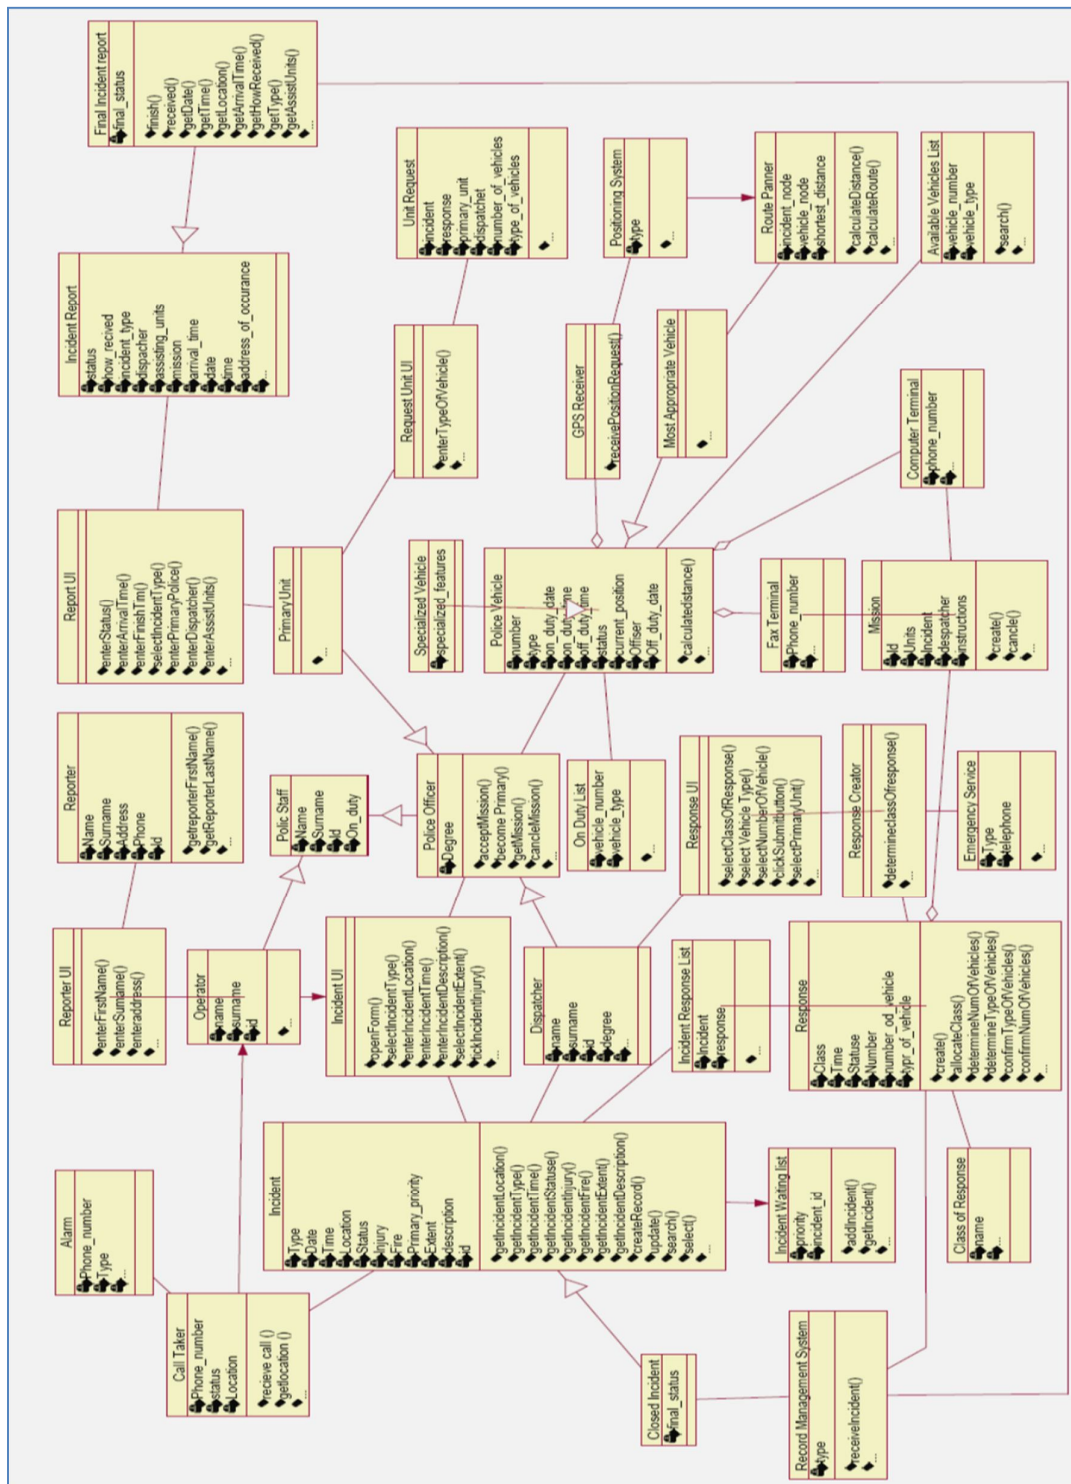 Final Incident report
final_status
finish()
received()
getDate()
getTime()
getLocation()
getArrivalTime()
getHowReceived()
getType()
getAssistUnits()
...
Incident Report
status
how_recived
incident_type
dispacher
assisting_units
mission
arrival_time
date
time
address_of_occurance
...
Unit Request
incident
response
primary_unit
dispatchet
number_of_vehicles
type_of_vehicles
...
Positioning System
type
...
Route Panner
incident_node
vehicle_node
shortest_distance
calculateDistance()
calculateRoute()
...
Available Vehicles List
vehicle_number
vehicle_type
search()
...
Request Unit UI
enterTypeOfVehicle()
...
GPS Receiver
receivePositionRequest()
Most Appropriate Vehicle
...
Computer Terminal
phone_number
...
Report UI
enterStatus()
enterArrivalTime()
enterFinishTim()
selectIncidentType()
enterPrimaryPolice()
enterDispatcher()
enterAssistUnits()
...
Primary Unit
...
Specialized Vehicle
specialized_features
Police Vehicle
number
type
on_duty_date
on_duty_time
off_duty_time
status
current_position
Offiser
Off_duty_date
calculatedistance()
...
Fax Terminal
Phone_number
...
Mission
Id
Units
Incident
despatcher
instructions
create()
cancle()
...
Reporter
Name
Surname
Address
Phone
Id
getreporterFirstName()
getReporterLastName()
Polic Staff
Name
Surname
Id
On_duty
Police Officer
Degree
acceptMission()
become Primary()
getMission()
cancleMission()
...
On Duty List
vehicle_number
vehicle_type
...
Response UI
selectClassOfResponse()
select Vehicle Type()
selectNumberOfVehicle()
clickSubmitbutton()
selectPrimaryUnit()
...
Response Creator
determineclasOfresponse()
...
Emergency Service
Type
telephone
...
Reporter UI
enterFirstName()
enterSurname()
enteraddress()
...
Operator
name
surname
id
...
Incident UI
openForm()
selectIncidentType()
enterIncidentLocation()
enterIncidentTime()
enterIncidentDescription()
selectIncidentExtent()
tickIncidentInjury()
...
Dispatcher
name
surname
id
degree
...
Incident Response List
Incident
response
...
Response
Class
Time
Statuse
Number
number_od_vehicle
typr_of_vehicle
create()
allocateClass()
determineNumOfVehicles()
determineTypeOfVehicles()
confirmTypeOfVehicles()
confirmNumOfVehicles()
...
Alarm
Phone_number
Type
...
Call Taker
Phone_number
status
Location
recieve call ()
getlocation ()
...
Incident
Type
Date
Time
Location
Status
Injury
Fire
Primary_priority
Extent
description
id
getIncidentLocation()
getIncidentType()
getIncidentTime()
getIncidentStatuse()
getIncidentInjury()
getIncidentFire()
getIncidentExtent()
getIncidentDescription()
createRecord()
update()
search()
select()
...
Incident Wating list
priority
incident_id
addIncident()
getIncident()
...
Class of Response
name
...
Closed Incident
final_status
Record Management System
type
receiveIncident()
...